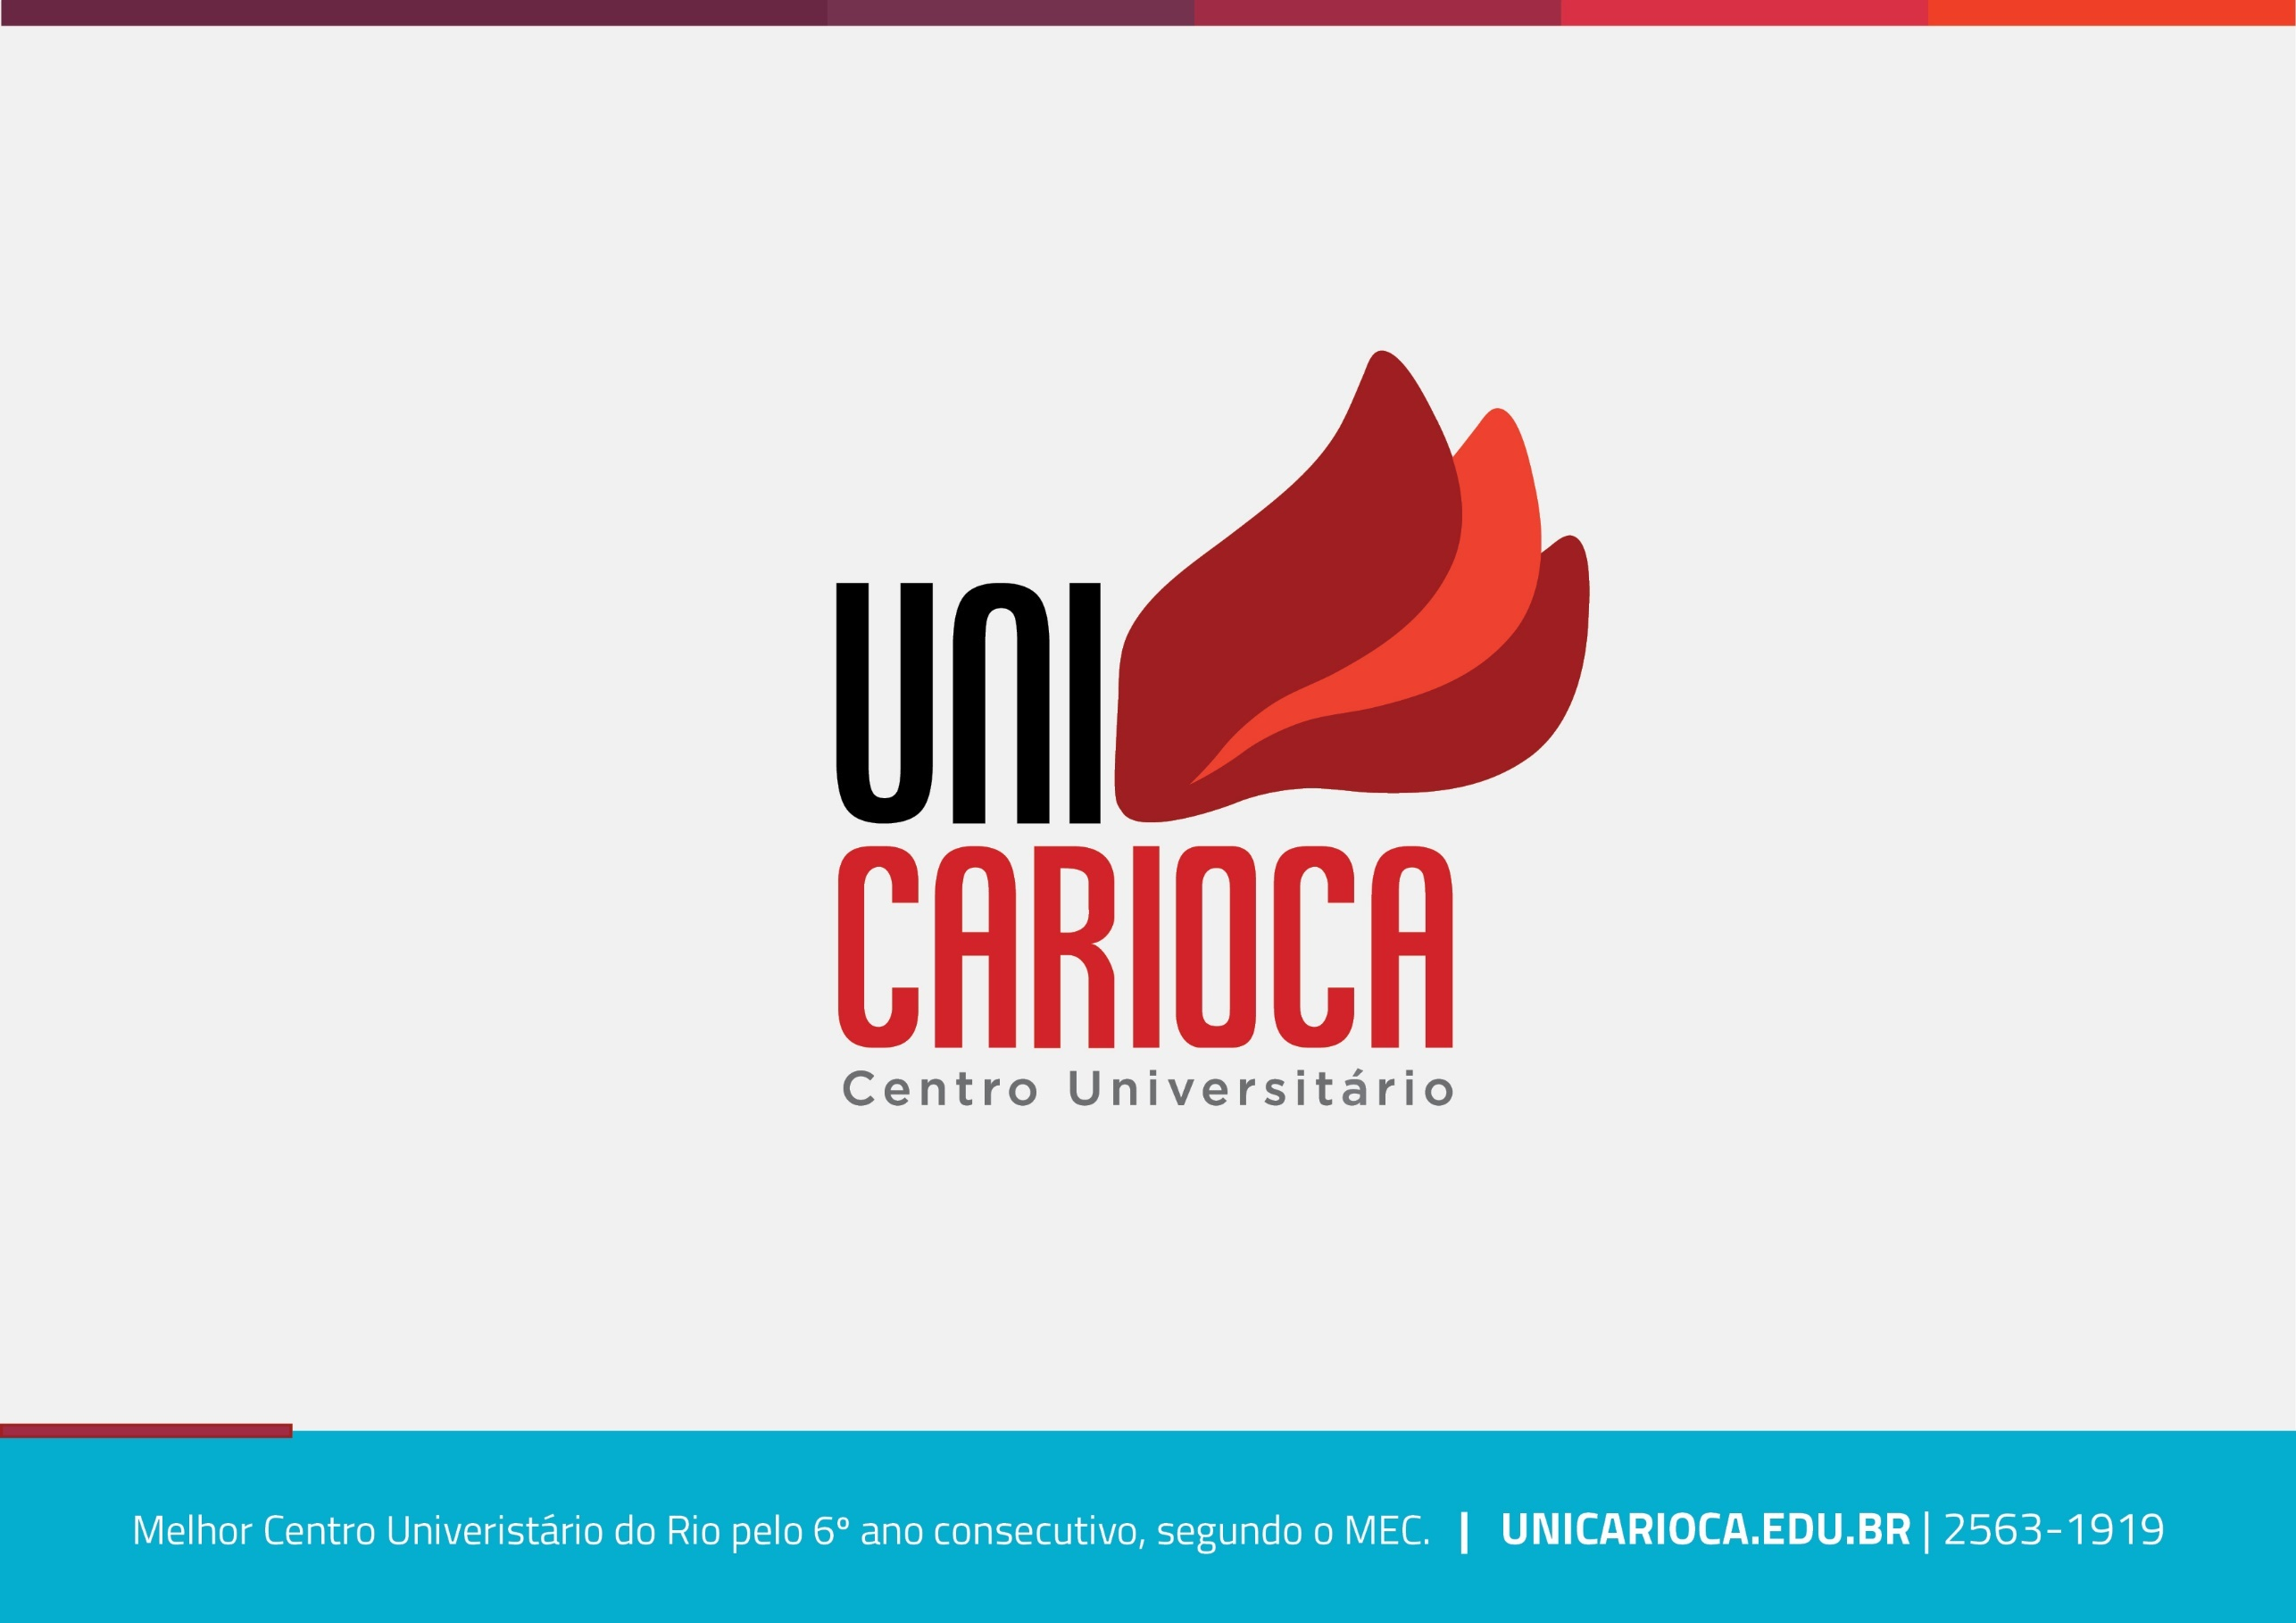 UNI
CARIOCA
Centro Universitário
Melhor Centro Univeristário do Rio pelo 6º ano consecutivo, segundo o MEC. | UNICARIOCA.EDU.BR | 2563-1919